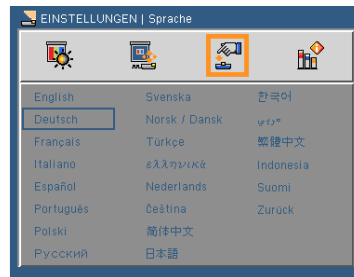 EINSTELLUNGEN | Sprache
English
Deutsch
Français
Italiano
Español
Português
Polski
Русский
Svenska
Norsk / Dansk
Türkçe
ελληνικά
Nederlands
Čeština
简体中文
日本語
한국어
عربي
繁體中文
Indonesia
Suomi
Zurück